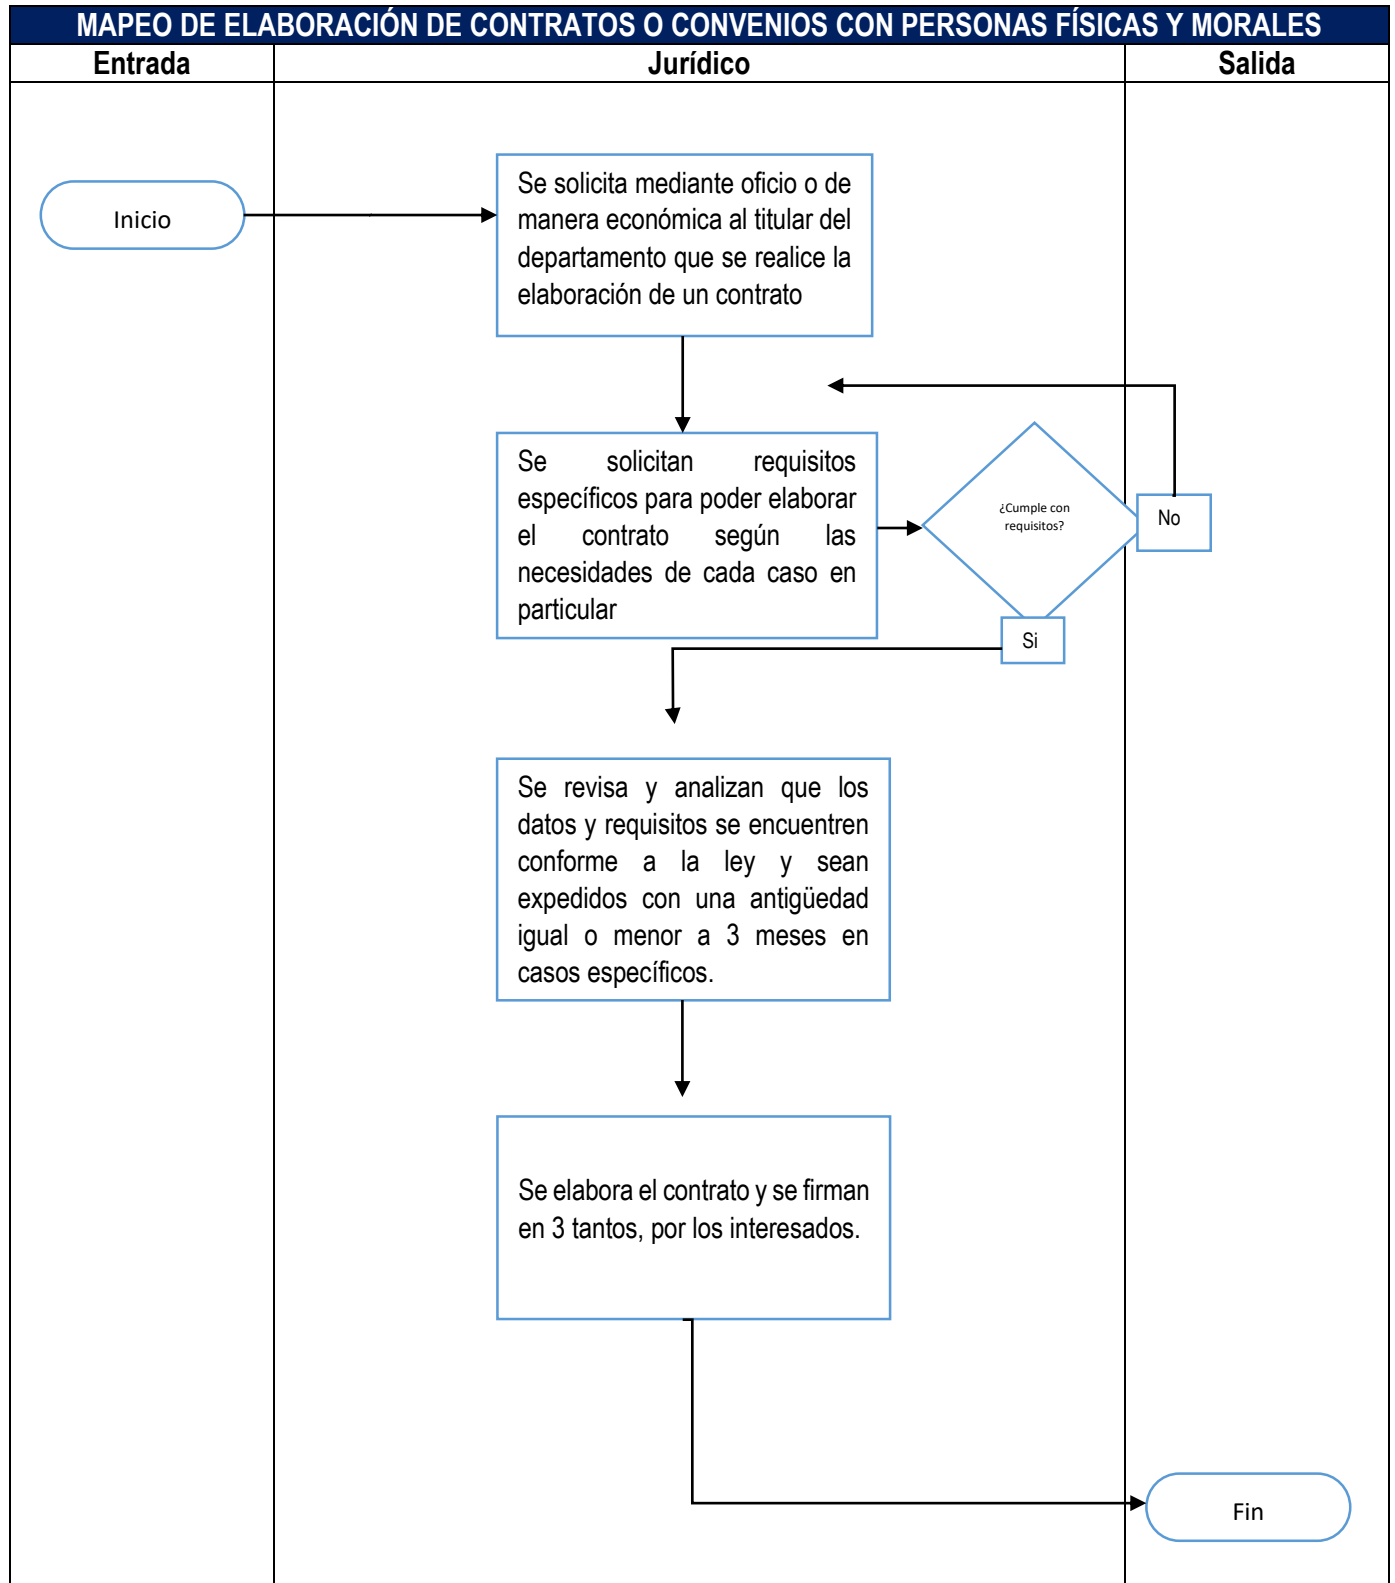 MAPEO DE ELABORACIÓN DE CONTRATOS O CONVENIOS CON PERSONAS FÍSICAS Y MORALES
Entrada
Jurídico
Salida
Inicio
Se solicita mediante oficio o de
manera económica al titular del
departamento que se realice la
elaboración de un contrato
Se solicitan requisitos
específicos para poder elaborar
el contrato según las
necesidades de cada caso en
particular
¿Cumple con
requisitos?
No
Si
Se revisa y analizan que los
datos y requisitos se encuentren
conforme a la ley y sean
expedidos con una antigüedad
igual o menor a 3 meses en
casos específicos.
Se elabora el contrato y se firman
en 3 tantos, por los interesados.
Fin